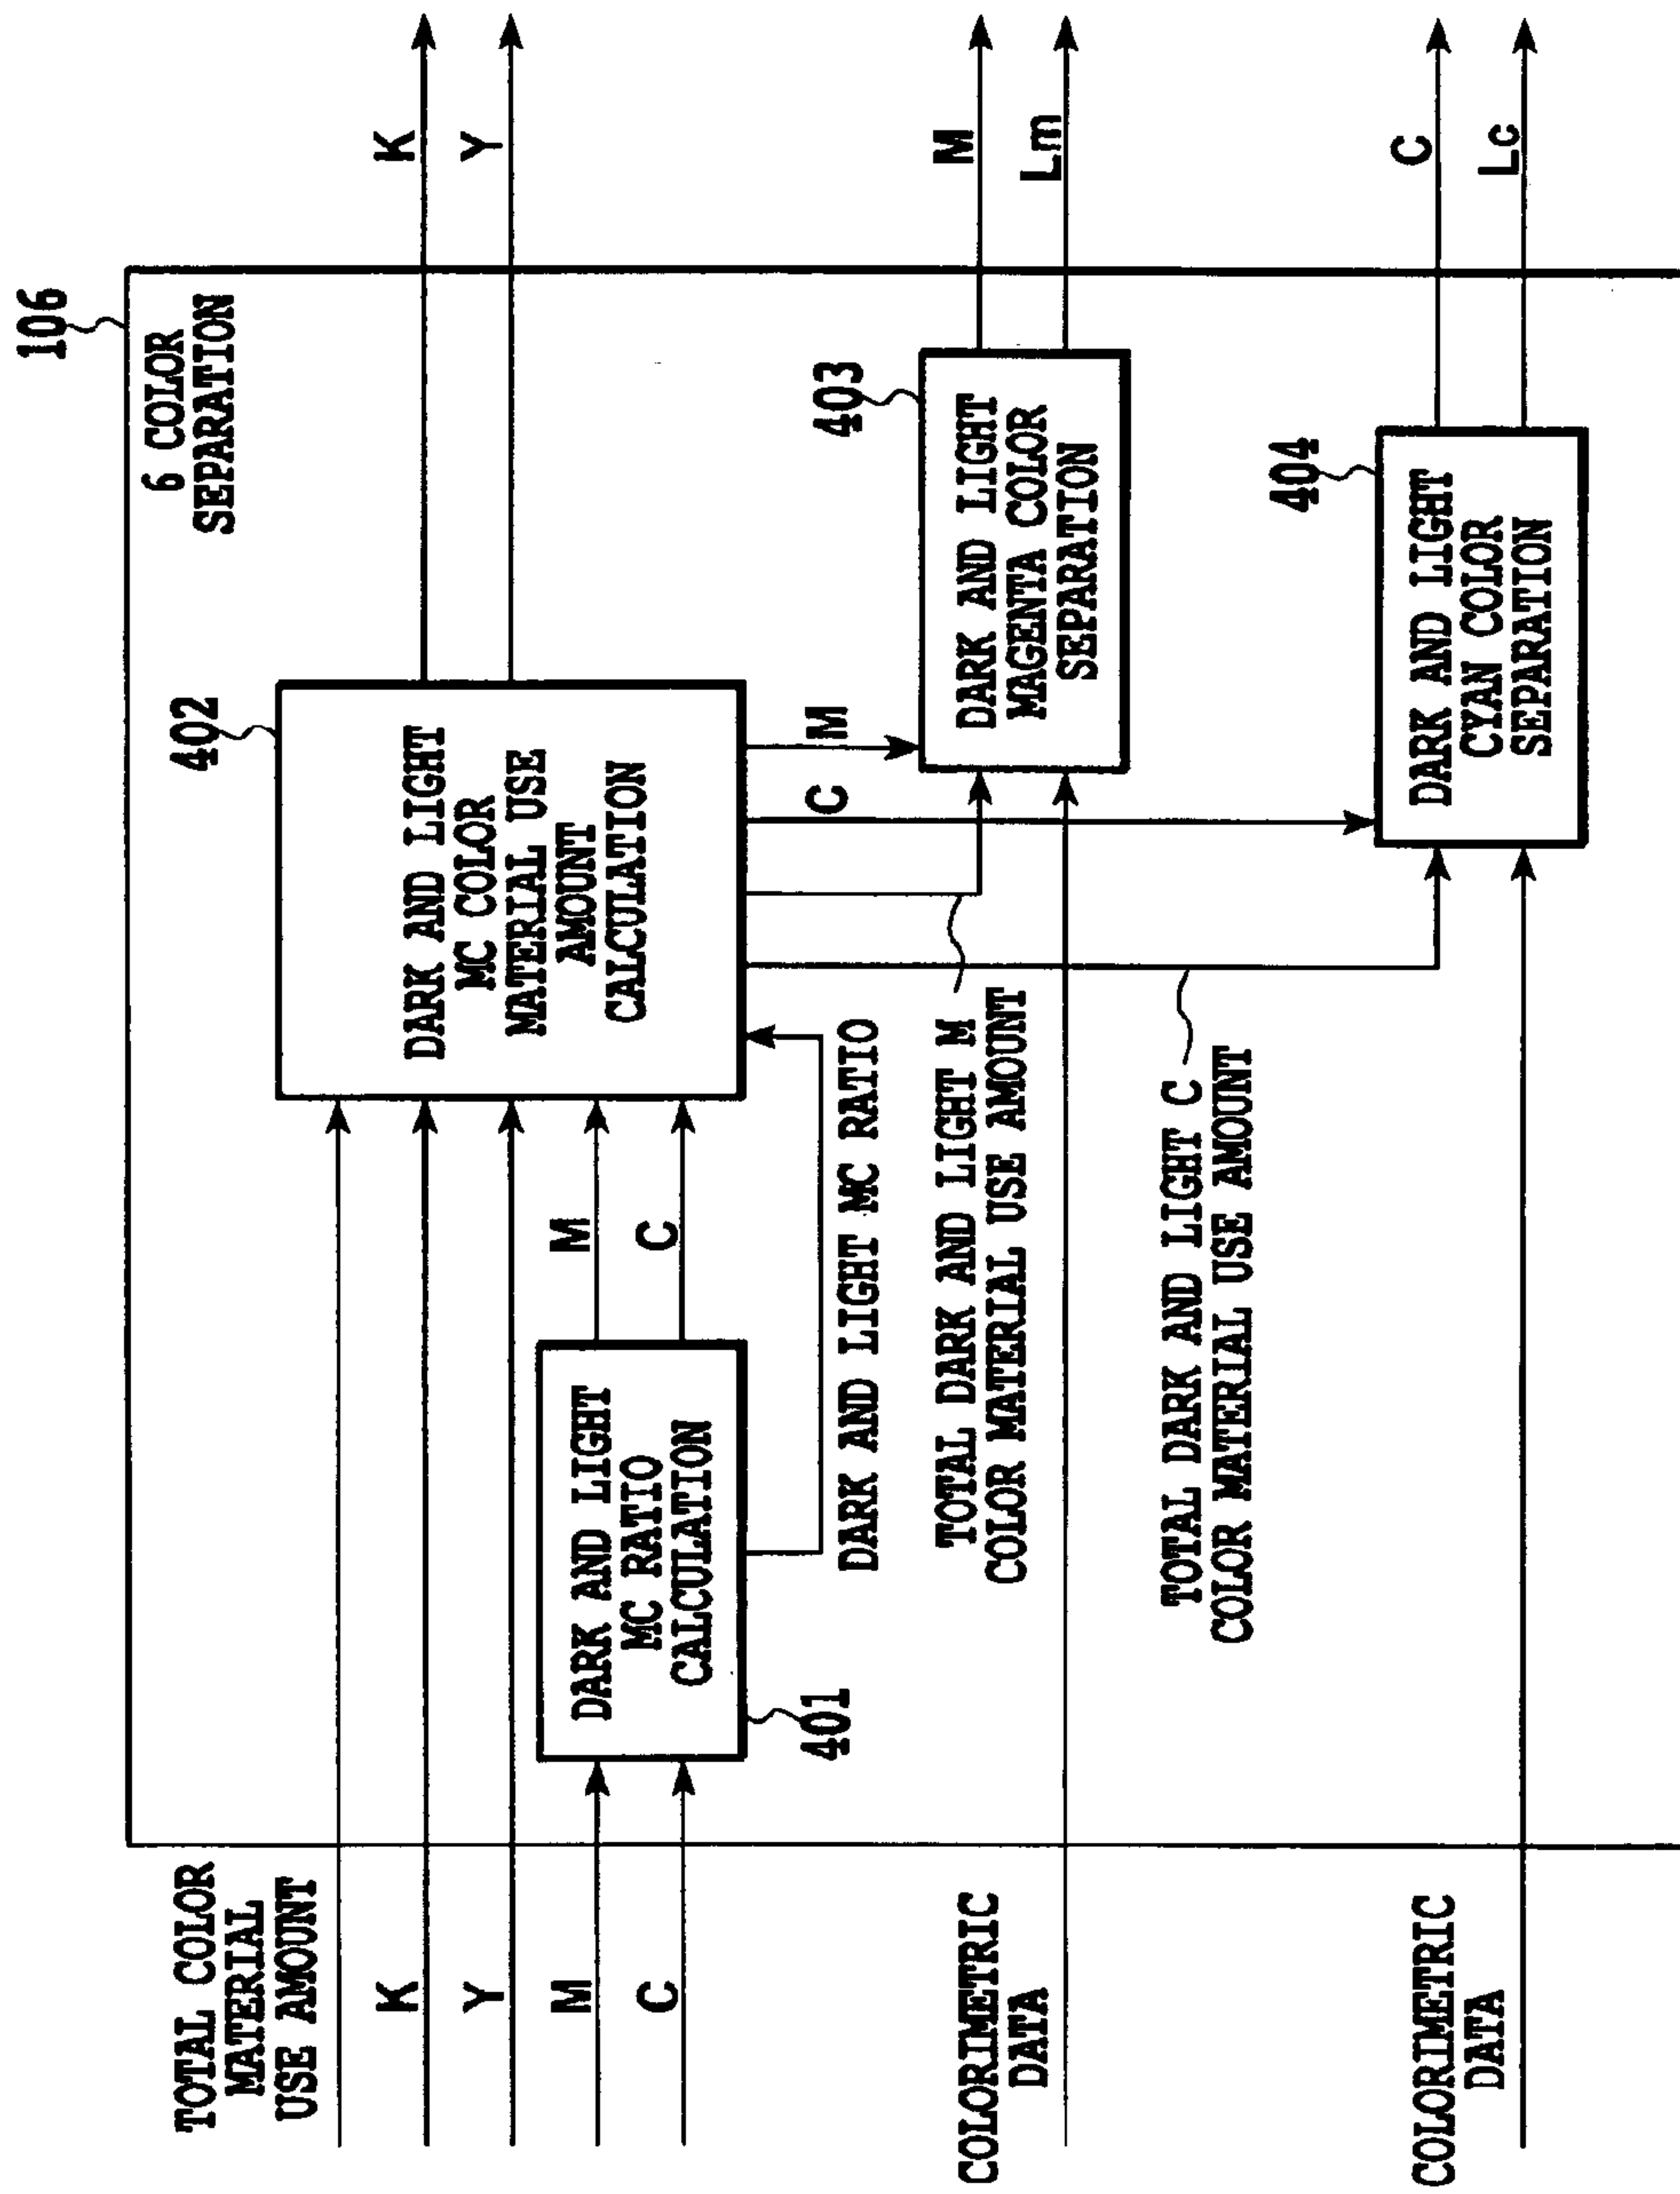 106
6 COLOR
SEPARATION
TOTAL COLOR
MATERIAL
USE AMOUNT
K
Y
M
C
402
DARK AND LIGHT
MC COLOR
MATERIAL USE
AMOUNT
CALCULATION
K
Y
DARK AND LIGHT
MC RATIO
CALCULATION
401
M
C
DARK AND LIGHT MC RATIO
C
M
403
DARK AND LIGHT
MAGENTA COLOR
SEPARATION
M
Lm
COLORIMETRIC
DATA
TOTAL DARK AND LIGHT M
COLOR MATERIAL USE AMOUNT
TOTAL DARK AND LIGHT C
COLOR MATERIAL USE AMOUNT
404
DARK AND LIGHT
CYAN COLOR
SEPARATION
C
Lc
COLORIMETRIC
DATA